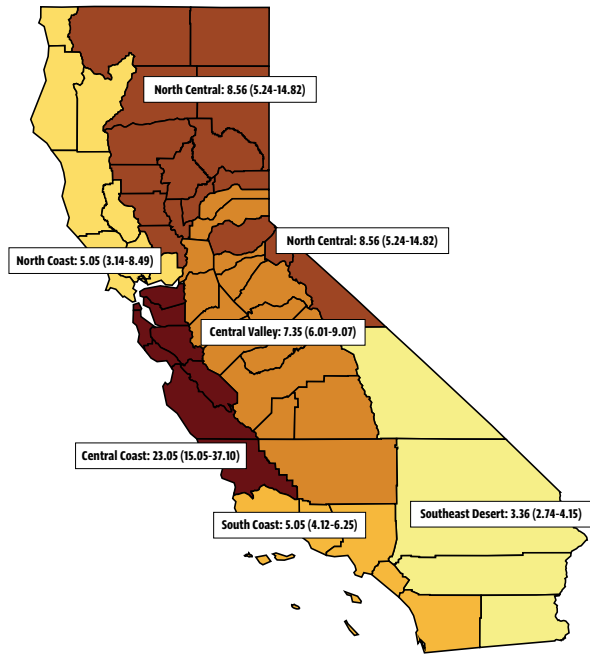 North Central: 8.56 (5.24-14.82)
North Central: 8.56 (5.24-14.82)
North Coast: 5.05 (3.14-8.49)
Central Valley: 7.35 (6.01-9.07)
Central Coast: 23.05 (15.05-37.10)
Southeast Desert: 3.36 (2.74-4.15)
South Coast: 5.05 (4.12-6.25)